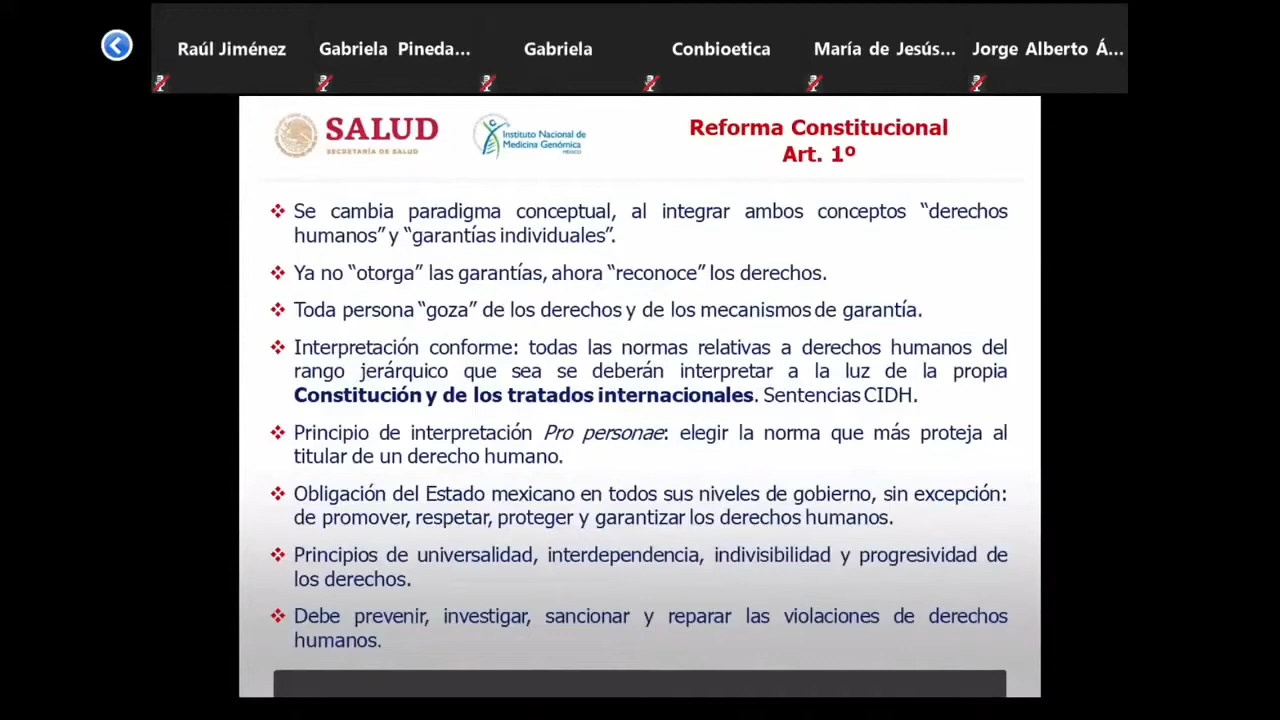 Raúl Jiménez
Gabriela Pineda...
Gabriela
Conbioetica
María de Jesús...
Jorge Alberto Á...
SALUD
SECRETARÍA DE SALUD
Instituto Nacional de
Medicina Genómica
MÉXICO
Reforma Constitucional
Art. 1º
❖ Se cambia paradigma conceptual, al integrar ambos conceptos “derechos
humanos” y “garantías individuales”.
❖ Ya no “otorga” las garantías, ahora “reconoce” los derechos.
❖ Toda persona “goza” de los derechos y de los mecanismos de garantía.
❖ Interpretación conforme: todas las normas relativas a derechos humanos del
rango jerárquico que sea se deberán interpretar a la luz de la propia
Constitución y de los tratados internacionales. Sentencias CIDH.
❖ Principio de interpretación Pro personae: elegir la norma que más proteja al
titular de un derecho humano.
❖ Obligación del Estado mexicano en todos sus niveles de gobierno, sin excepción:
de promover, respetar, proteger y garantizar los derechos humanos.
❖ Principios de universalidad, interdependencia, indivisibilidad y progresividad de
los derechos.
❖ Debe prevenir, investigar, sancionar y reparar las violaciones de derechos
humanos.